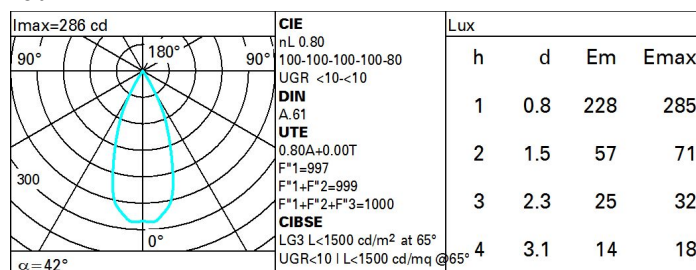 Imax=286 cd
90°
180°
90°
300
0°
α=42°
CIE
nL 0.80
100-100-100-100-80
UGR <10-<10
DIN
A.61
UTE
0.80A+0.00T
F"1=997
F"1+F"2=999
F"1+F"2+F"3=1000
CIBSE
LG3 L<1500 cd/m² at 65°
UGR<10 | L<1500 cd/mq @65°
Lux
h d Em Emax
1 0.8 228 285
2 1.5 57 71
3 2.3 25 32
4 3.1 14 18